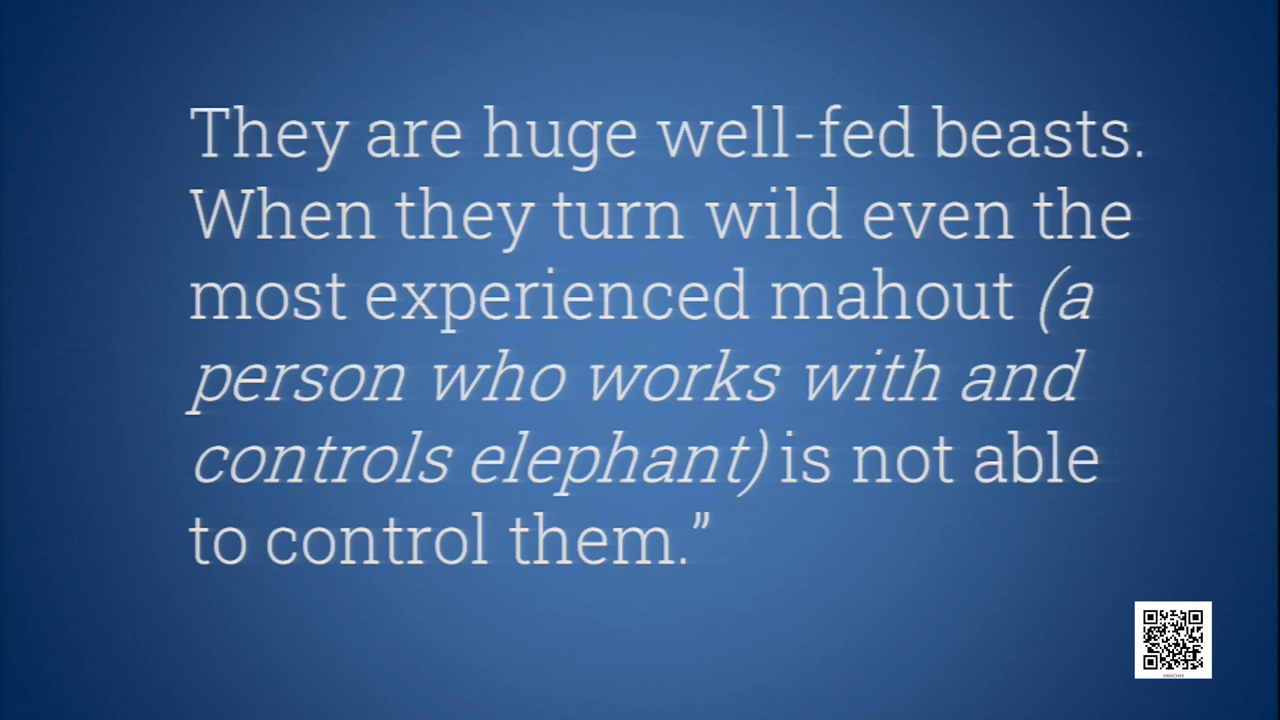 They are huge well-fed beasts.
When they turn wild even the
most experienced mahout (a
person who works with and
controls elephant) is not able
to control them.”